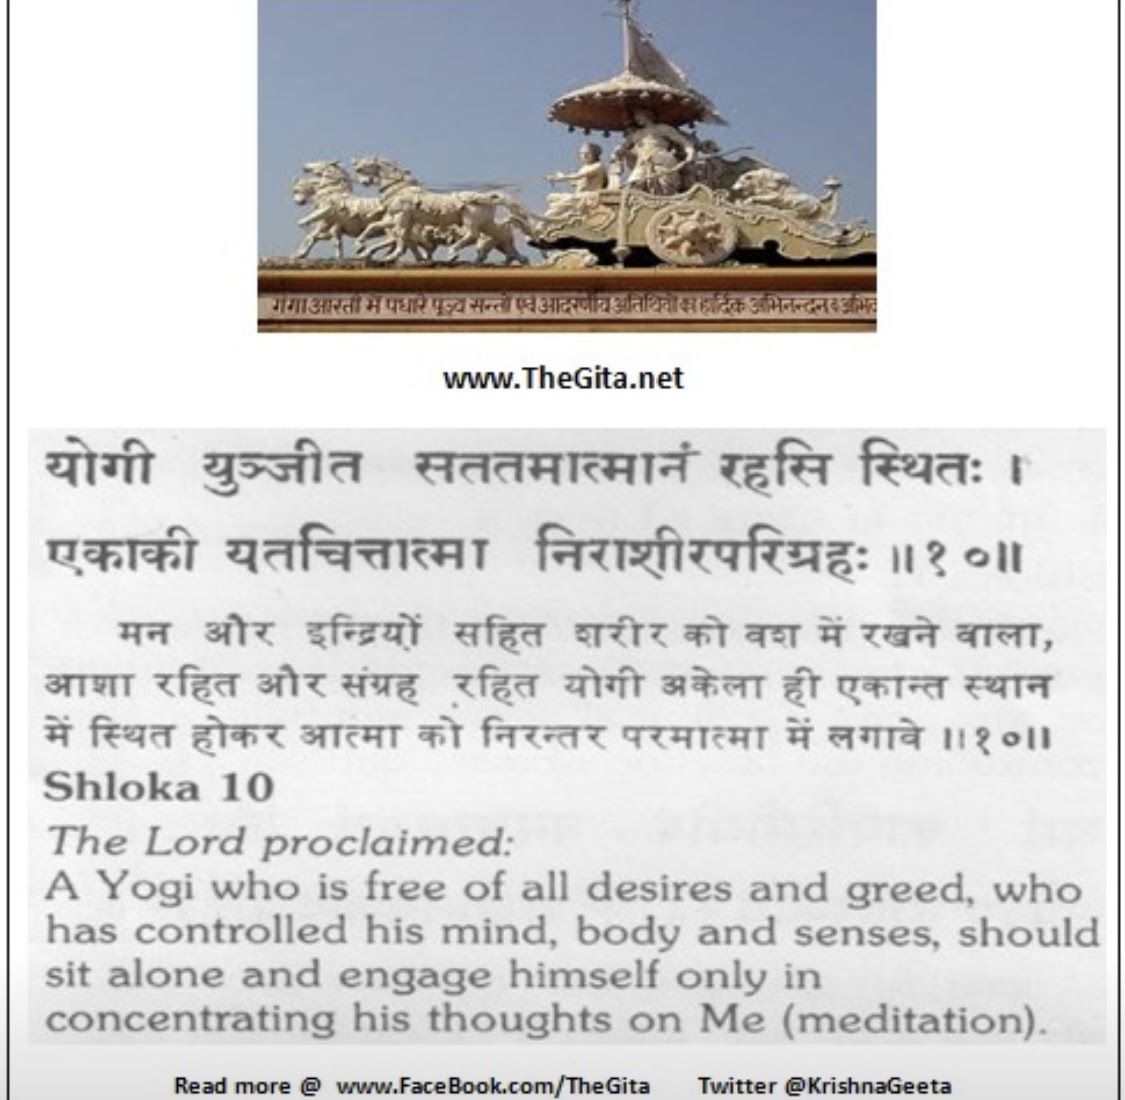 गंगा आरती में पधारे पूज्य सन्तों एवं आदरणीय अतिथियों का हार्दिक अभिनन्दन
www.TheGita.net
योगी युञ्जीत सततमात्मानं रहसि स्थितः ।
एकाकी यतचित्तात्मा निराशीरपरिग्रहः ॥१०॥
मन और इन्द्रियों सहित शरीर को वश में रखने वाला,
आशा रहित और संग्रह रहित योगी अकेला ही एकान्त स्थान
में स्थित होकर आत्मा को निरन्तर परमात्मा में लगावे ॥१०॥
Shloka 10
The Lord proclaimed:
A Yogi who is free of all desires and greed, who
has controlled his mind, body and senses, should
sit alone and engage himself only in
concentrating his thoughts on Me (meditation).
Read more @ www.FaceBook.com/TheGita Twitter @KrishnaGeeta